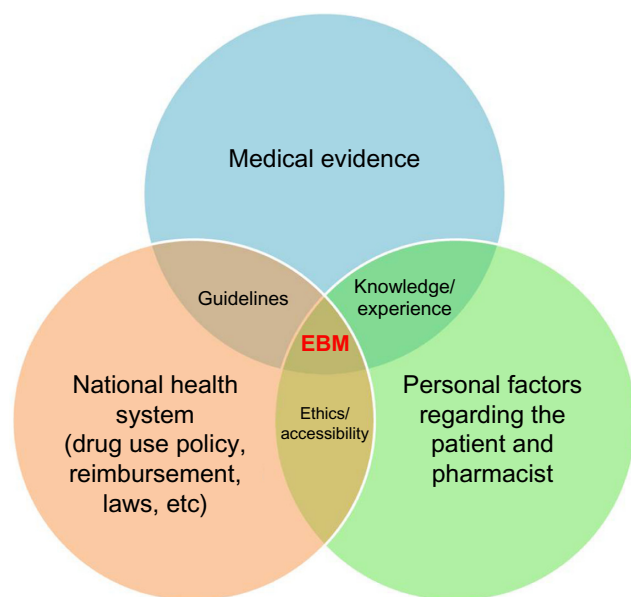 Medical evidence
Guidelines
Knowledge/
experience
EBM
National health
system
(drug use policy,
reimbursement,
laws, etc)
Ethics/
accessibility
Personal factors
regarding the
patient and
pharmacist